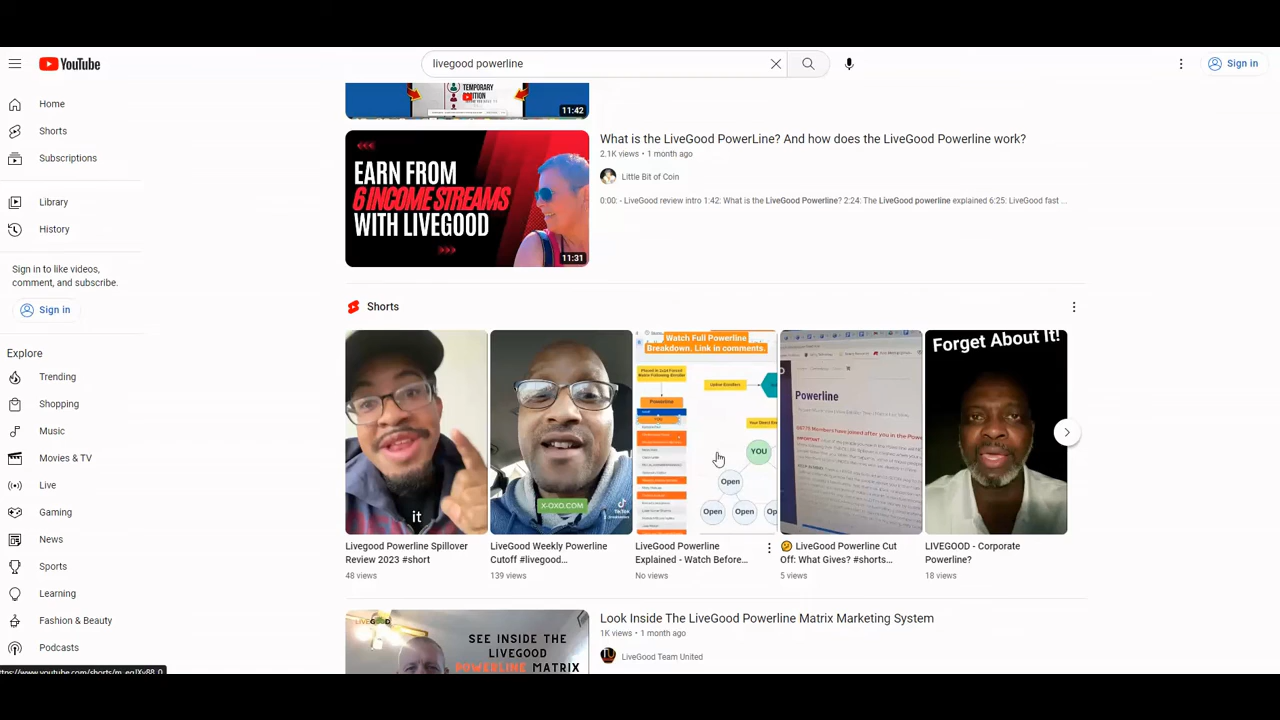 YouTube
livegood powerline
Sign in
Home
Shorts
Subscriptions
Library
History
Sign in to like videos,
comment, and subscribe.
Sign in
Explore
Trending
Shopping
Music
Movies & TV
Live
Gaming
News
Sports
Learning
Fashion & Beauty
Podcasts
TEMPORARY
11:42
EARN FROM
6 INCOME STREAMS
WITH LIVEGOOD
11:31
What is the LiveGood PowerLine? And how does the LiveGood Powerline work?
2.1K views • 1 month ago
Little Bit of Coin
0:00: - LiveGood review intro 1:42: What is the LiveGood Powerline? 2:24: The LiveGood powerline explained 6:25: LiveGood fast ...
Shorts
it
Livegood Powerline Spillover
Review 2023 #short
48 views
X-OXO.COM
TikTok
LiveGood Weekly Powerline
Cutoff #livegood...
139 views
Watch Full Powerline
Breakdown. Link in comments.
Powerline
YOU
Open
Open
Open
LiveGood Powerline
Explained - Watch Before...
No views
Powerline
🤔 LiveGood Powerline Cut
Off: What Gives? #shorts...
5 views
Forget About It!
LIVEGOOD - Corporate
Powerline?
18 views
LIVEGOOD
SEE INSIDE THE
LIVEGOOD
POWERLINE MATRIX
Look Inside The LiveGood Powerline Matrix Marketing System
1K views • 1 month ago
LiveGood Team United